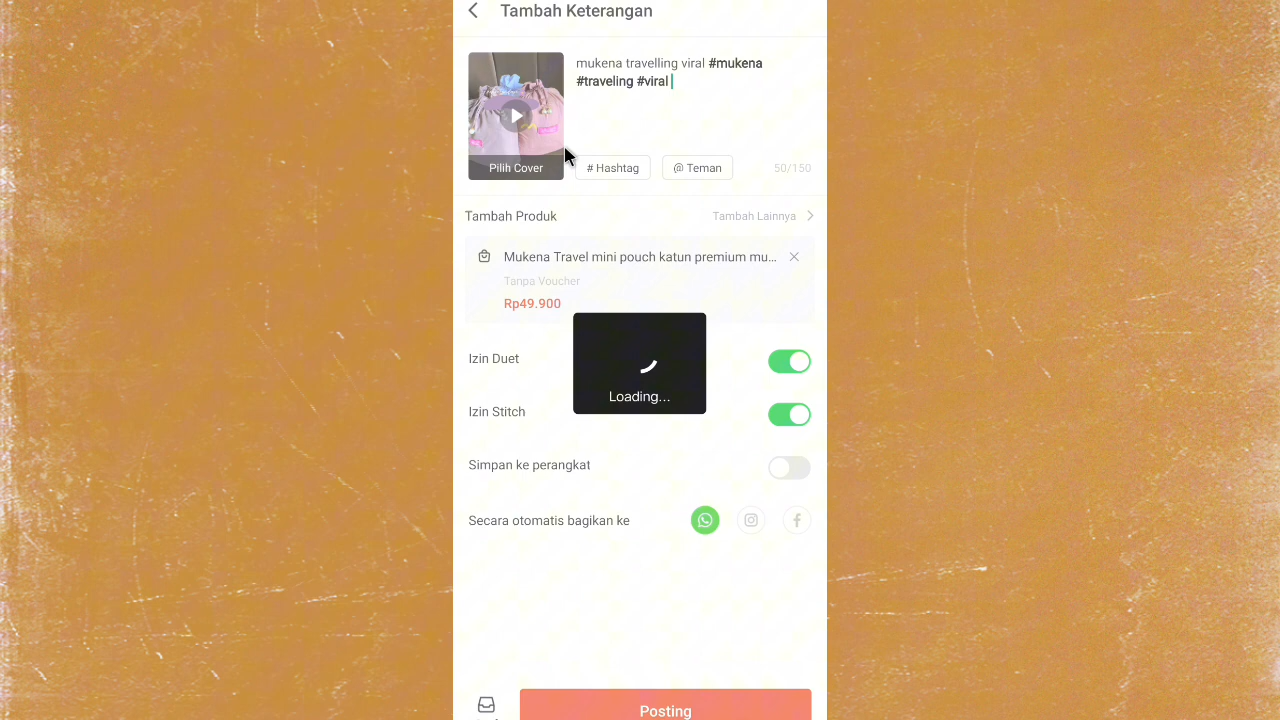 Tambah Keterangan
mukena travelling viral #mukena
#traveling #viral
Pilih Cover
# Hashtag
@ Teman
50/150
Tambah Produk
Tambah Lainnya
Mukena Travel mini pouch katun premium mu...
Tanpa Voucher
Rp49.900
Loading...
Izin Duet
Izin Stitch
Simpan ke perangkat
Secara otomatis bagikan ke
Posting